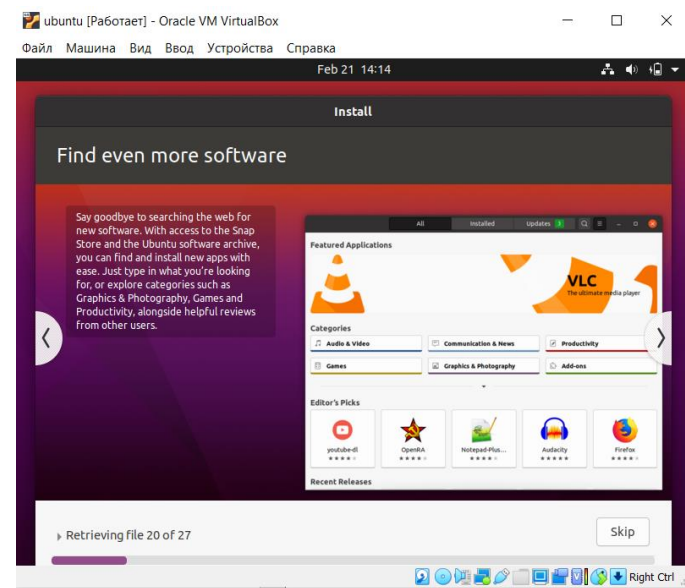 ubuntu [Работает] - Oracle VM VirtualBox
Файл Машина Вид Ввод Устройства Справка
Feb 21 14:14
Install
Find even more software
Say goodbye to searching the web for
new software. With access to the Snap
Store and the Ubuntu software archive,
you can find and install new apps with
ease. Just type in what you're looking
for, or explore categories such as
Graphics & Photography, Games and
Productivity, alongside helpful reviews
from other users.
All Installed Updates
Featured Applications
VLC
The ultimate media player
Categories
Audio & Video Communication & News Productivity
Games Graphics & Photography Add-ons
Editor's Picks
youtube-dl OpenRA Notepad-Plus... Audacity Firefox
Recent Releases
Retrieving file 20 of 27
Skip
Right Ctrl